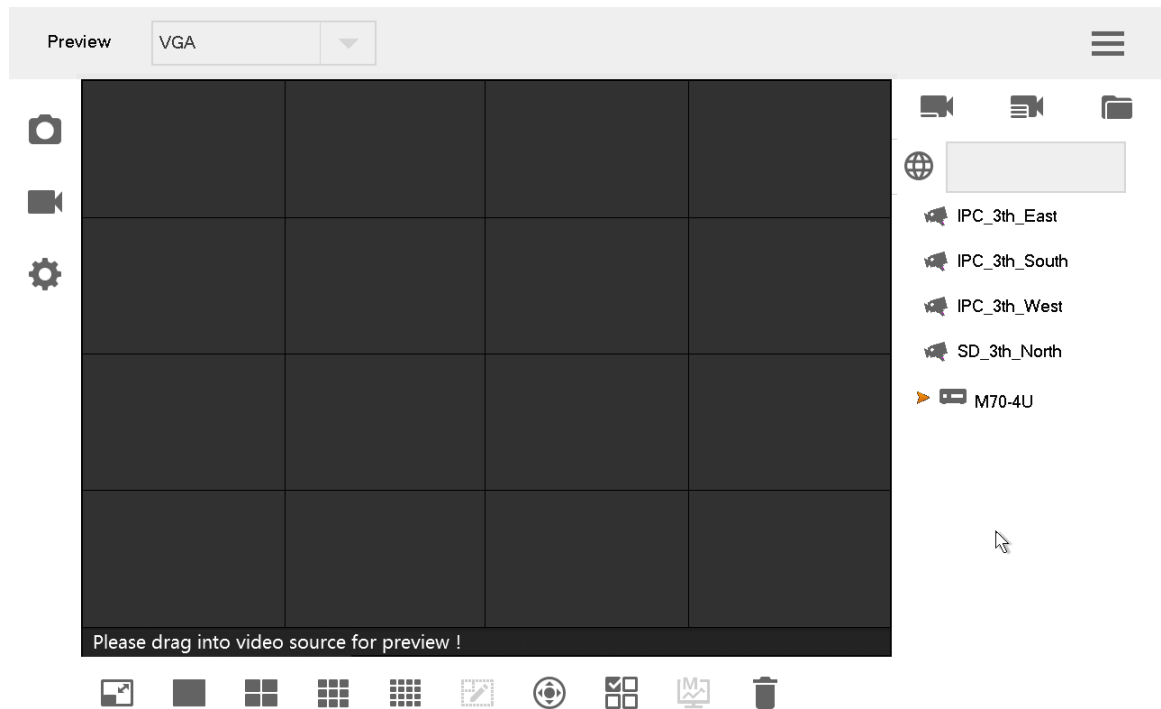 Preview
VGA
IPC_3th_East
IPC_3th_South
IPC_3th_West
SD_3th_North
M70-4U
Please drag into video source for preview !
M